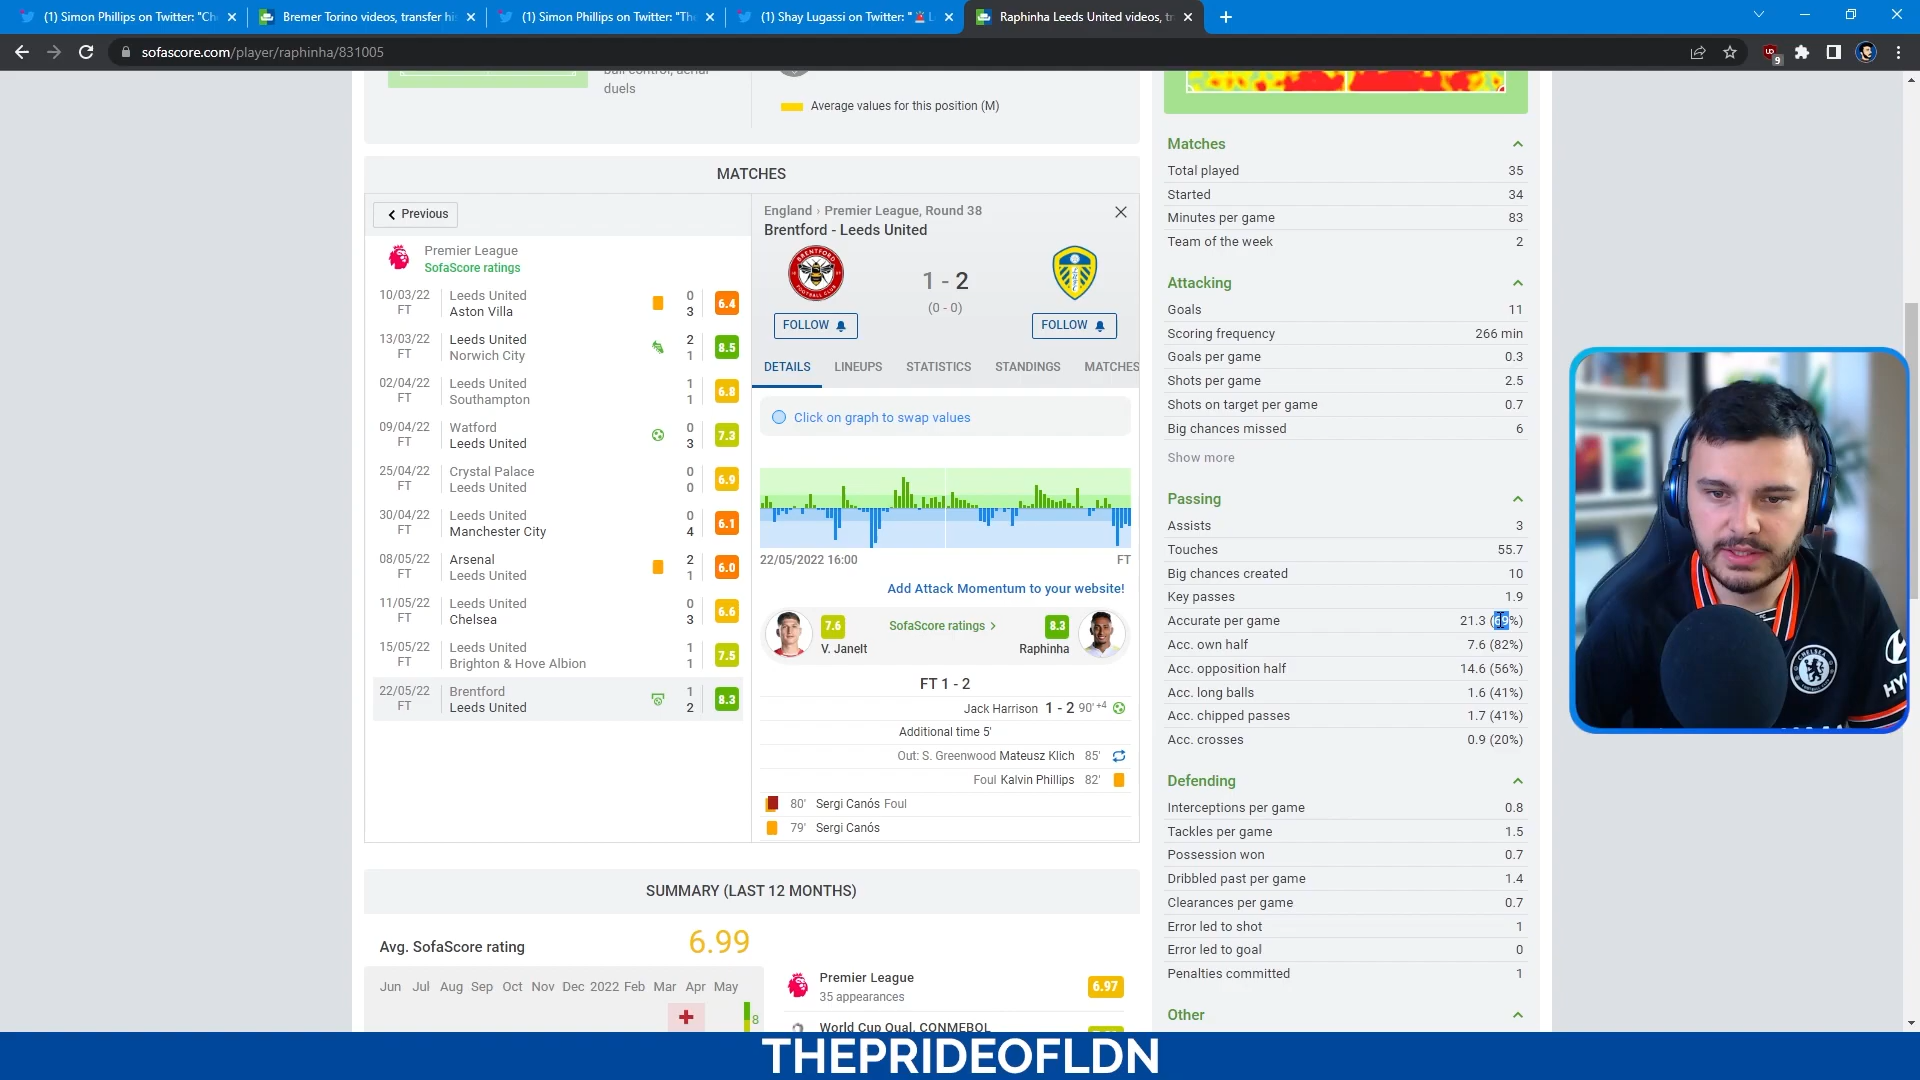 (1) Simon Phillips on Twitter: "Ch
Bremer Torino videos, transfer his
(1) Simon Phillips on Twitter: "The
(1) Shay Lugassi on Twitter: "🚨 L
Raphinha Leeds United videos, tr
sofascore.com/player/raphinha/831005
9
ball control, aerial
duels
Average values for this position (M)
MATCHES
Previous
Premier League
SofaScore ratings
10/03/22 Leeds United 0 6.4
FT Aston Villa 3
13/03/22 Leeds United 2 8.5
FT Norwich City 1
02/04/22 Leeds United 1 6.8
FT Southampton 1
09/04/22 Watford 0 7.3
FT Leeds United 3
25/04/22 Crystal Palace 0 6.9
FT Leeds United 0
30/04/22 Leeds United 0 6.1
FT Manchester City 4
08/05/22 Arsenal 2 6.0
FT Leeds United 1
11/05/22 Leeds United 0 6.6
FT Chelsea 3
15/05/22 Leeds United 1 7.5
FT Brighton & Hove Albion 1
22/05/22 Brentford 1 8.3
FT Leeds United 2
England › Premier League, Round 38
Brentford - Leeds United
1 - 2
(0 - 0)
FOLLOW FOLLOW
DETAILS LINEUPS STATISTICS STANDINGS MATCHES
Click on graph to swap values
22/05/2022 16:00 FT
Add Attack Momentum to your website!
7.6 SofaScore ratings > 8.3
V. Janelt Raphinha
FT 1 - 2
Jack Harrison 1 - 2 90'+4
Additional time 5'
Out: S. Greenwood Mateusz Klich 85'
Foul Kalvin Phillips 82'
80' Sergi Canós Foul
79' Sergi Canós
SUMMARY (LAST 12 MONTHS)
Avg. SofaScore rating 6.99
Jun Jul Aug Sep Oct Nov Dec 2022 Feb Mar Apr May
8
Premier League 6.97
35 appearances
World Cup Qual. CONMEBOL
Matches
Total played 35
Started 34
Minutes per game 83
Team of the week 2
Attacking
Goals 11
Scoring frequency 266 min
Goals per game 0.3
Shots per game 2.5
Shots on target per game 0.7
Big chances missed 6
Show more
Passing
Assists 3
Touches 55.7
Big chances created 10
Key passes 1.9
Accurate per game 21.3 (69%)
Acc. own half 7.6 (82%)
Acc. opposition half 14.6 (56%)
Acc. long balls 1.6 (41%)
Acc. chipped passes 1.7 (41%)
Acc. crosses 0.9 (20%)
Defending
Interceptions per game 0.8
Tackles per game 1.5
Possession won 0.7
Dribbled past per game 1.4
Clearances per game 0.7
Error led to shot 1
Error led to goal 0
Penalties committed 1
Other
THEPRIDEOFLDN